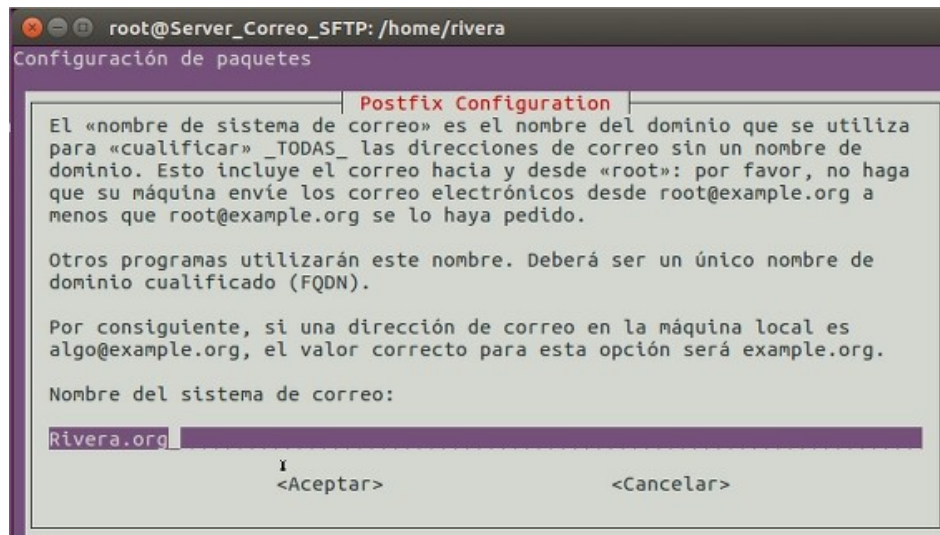 root@Server_Correo_SFTP: /home/rivera
Configuración de paquetes
Postfix Configuration
El «nombre de sistema de correo» es el nombre del dominio que se utiliza
para «cualificar» _TODAS_ las direcciones de correo sin un nombre de
dominio. Esto incluye el correo hacia y desde «root»: por favor, no haga
que su máquina envíe los correo electrónicos desde root@example.org a
menos que root@example.org se lo haya pedido.
Otros programas utilizarán este nombre. Deberá ser un único nombre de
dominio cualificado (FQDN).
Por consiguiente, si una dirección de correo en la máquina local es
algo@example.org, el valor correcto para esta opción será example.org.
Nombre del sistema de correo:
Rivera.org
<Aceptar> <Cancelar>